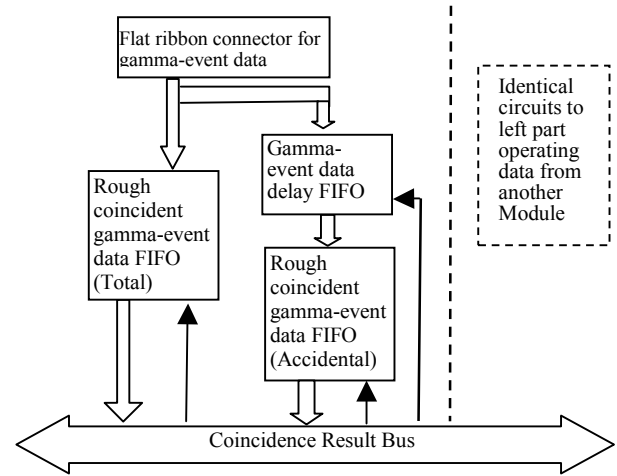 Flat ribbon connector for
gamma-event data
Rough
coincident
gamma-event
data FIFO
(Total)
Gamma-
event data
delay FIFO
Rough
coincident
gamma-event
data FIFO
(Accidental)
Identical
circuits to
left part
operating
data from
another
Module
Coincidence Result Bus